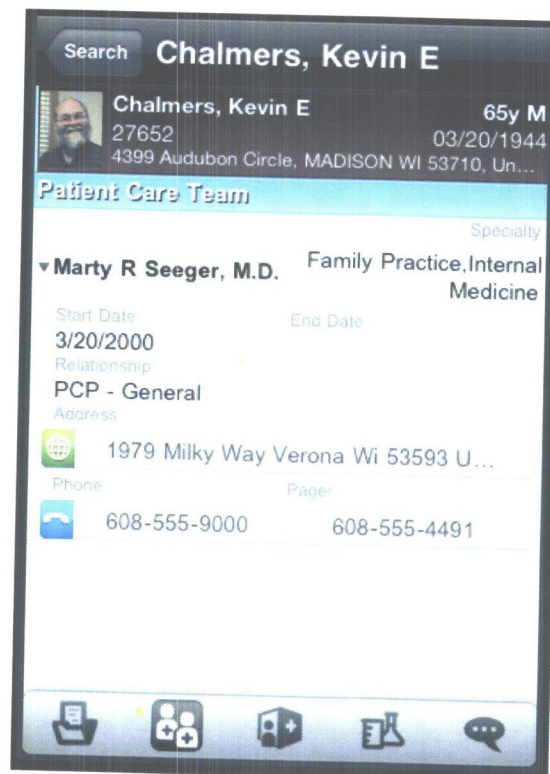 Search
Chalmers, Kevin E
Chalmers, Kevin E 65y M
27652 03/20/1944
4399 Audubon Circle, MADISON WI 53710, Un...
Patient Care Team
Specialty
Marty R Seeger, M.D. Family Practice,Internal
Medicine
Start Date End Date
3/20/2000
Relationship
PCP - General
Address
1979 Milky Way Verona Wi 53593 U...
Phone Pager
608-555-9000 608-555-4491